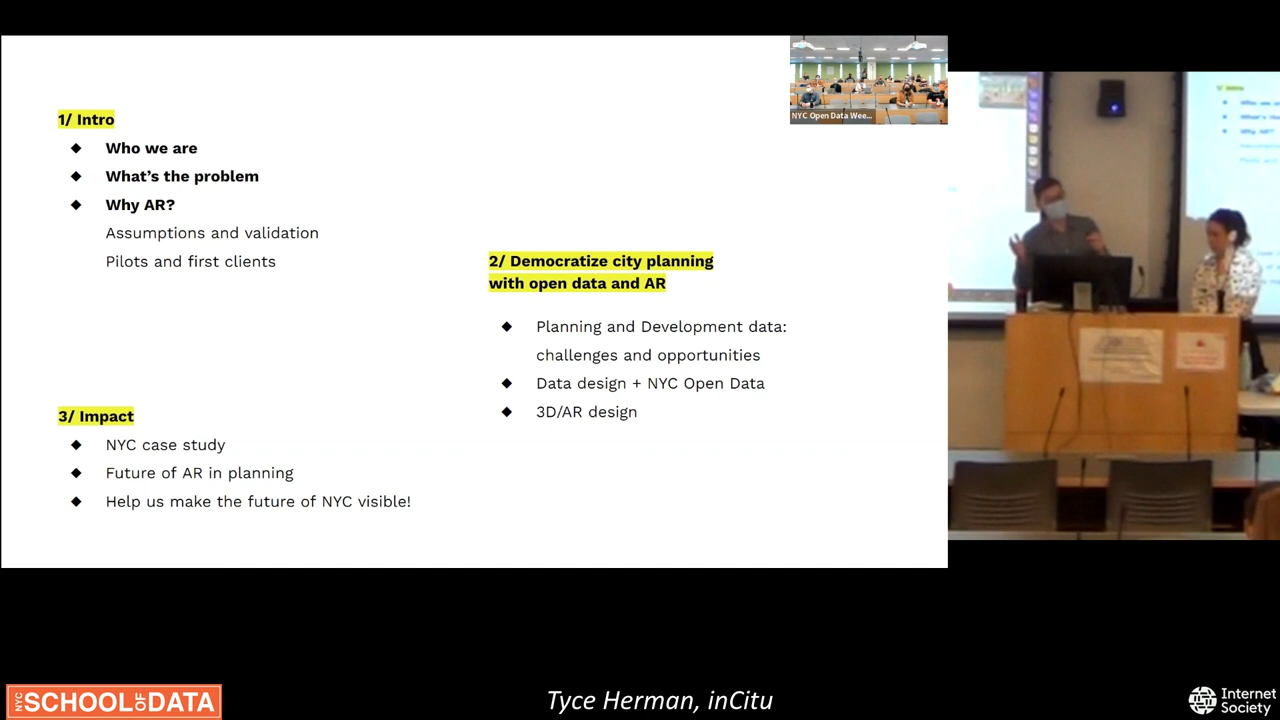 1/ Intro
Who we are
What's the problem
Why AR?
Assumptions and validation
Pilots and first clients
2/ Democratize city planning
with open data and AR
Planning and Development data:
challenges and opportunities
Data design + NYC Open Data
3D/AR design
3/ Impact
NYC case study
Future of AR in planning
Help us make the future of NYC visible!
NYC Open Data Wee...
NYC SCHOOL OF DATA
Tyce Herman, inCitu
Internet
Society